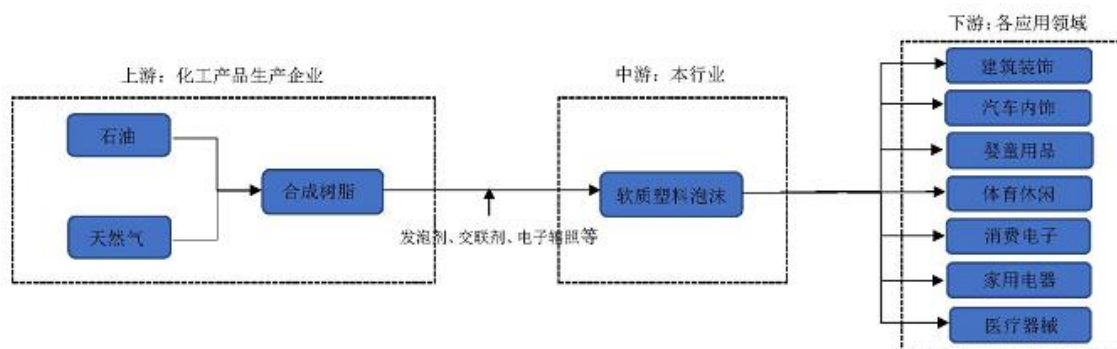 上游：化工产品生产企业
石油
天然气
合成树脂
发泡剂、交联剂、电子辐照等
中游：本行业
软质塑料泡沫
下游：各应用领域
建筑装饰
汽车内饰
婴童用品
体育休闲
消费电子
家用电器
医疗器械